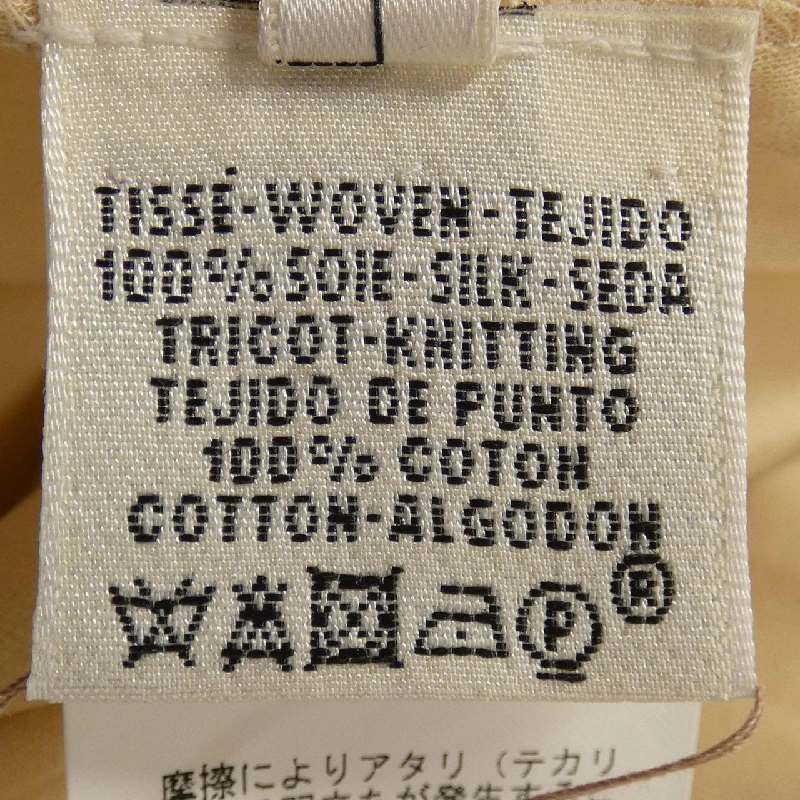 TISSÉ-WOVEN-TEJIDO
100% SOIE-SILK-SEDA
TRICOT-KNITTING
TEJIDO DE PUNTO
100% COTON
COTTON-ALGODON
P ®
摩擦によりアタリ（テカリ